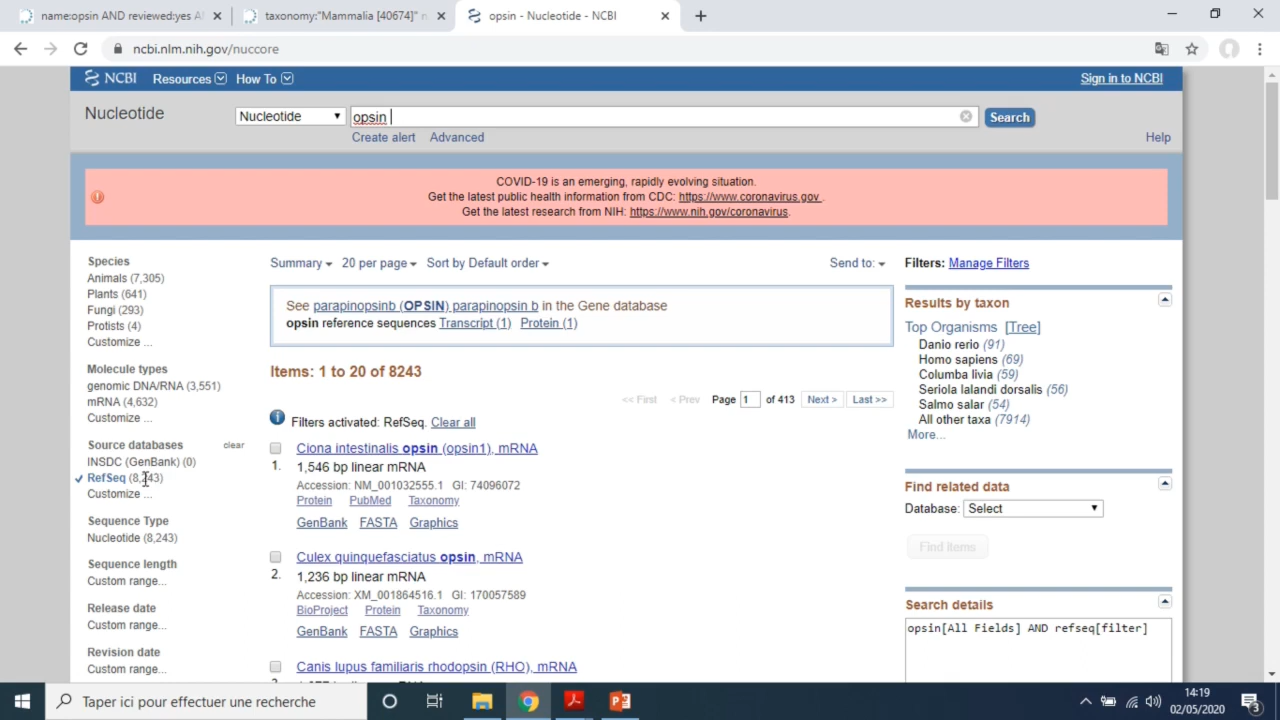 name:opsin AND reviewed:yes A
taxonomy:"Mammalia [40674]"
opsin - Nucleotide - NCBI
ncbi.nlm.nih.gov/nuccore
NCBI Resources How To
Sign in to NCBI
Nucleotide
Nucleotide
opsin
Search
Create alert Advanced
Help
COVID-19 is an emerging, rapidly evolving situation.
Get the latest public health information from CDC: https://www.coronavirus.gov .
Get the latest research from NIH: https://www.nih.gov/coronavirus.
Species
Animals (7,305)
Plants (641)
Fungi (293)
Protists (4)
Customize ...
Molecule types
genomic DNA/RNA (3,551)
mRNA (4,632)
Customize ...
Source databases clear
INSDC (GenBank) (0)
RefSeq (8,243)
Customize ...
Sequence Type
Nucleotide (8,243)
Sequence length
Custom range...
Release date
Custom range...
Revision date
Custom range...
Summary 20 per page Sort by Default order Send to:
See parapinopsinb (OPSIN) parapinopsin b in the Gene database
opsin reference sequences Transcript (1) Protein (1)
Items: 1 to 20 of 8243
<< First < Prev Page 1 of 413 Next > Last >>
Filters activated: RefSeq. Clear all
Ciona intestinalis opsin (opsin1), mRNA
1. 1,546 bp linear mRNA
Accession: NM_001032555.1 GI: 74096072
Protein PubMed Taxonomy
GenBank FASTA Graphics
Culex quinquefasciatus opsin, mRNA
2. 1,236 bp linear mRNA
Accession: XM_001864516.1 GI: 170057589
BioProject Protein Taxonomy
GenBank FASTA Graphics
Canis lupus familiaris rhodopsin (RHO), mRNA
Filters: Manage Filters
Results by taxon
Top Organisms [Tree]
Danio rerio (91)
Homo sapiens (69)
Columba livia (59)
Seriola lalandi dorsalis (56)
Salmo salar (54)
All other taxa (7914)
More...
Find related data
Database: Select
Find items
Search details
opsin[All Fields] AND refseq[filter]
Taper ici pour effectuer une recherche
14:19
02/05/2020
3